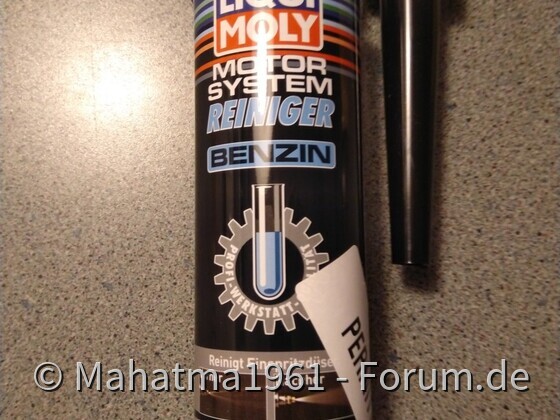 LIQUI
MOLY
MOTOR
SYSTEM
REINIGER
BENZIN
PROFI-WERKSTATT-
Reinigt Einspritzdüse
© Mahatma1961 - Forum.de